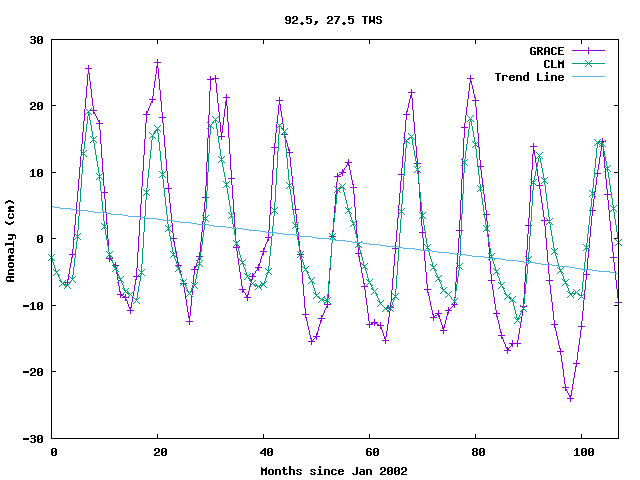 92.5, 27.5 TWS
GRACE
CLM
Trend Line
30
20
10
0
-10
-20
-30
Anomaly (cm)
0 20 40 60 80 100
Months since Jan 2002